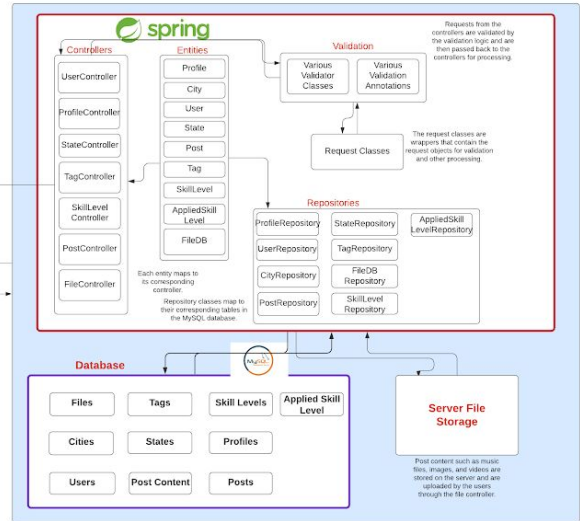 spring
Requests from the
controllers are validated by
the validation logic and are
then passed back to the
controllers for processing.
Controllers
UserController
ProfileController
StateController
TagController
SkillLevel
Controller
PostController
FileController
Entities
Profile
City
User
State
Post
Tag
SkillLevel
AppliedSkill
Level
FileDB
Validation
Various
Validator
Classes
Various
Validation
Annotations
Request Classes
The request classes are
wrappers that contain the
request objects for validation
and other processing.
Repositories
ProfileRepository
StateRepository
AppliedSkill
LevelRepository
UserRepository
TagRepository
CityRepository
FileDB
Repository
PostRepository
SkillLevel
Repository
Each entity maps to
its corresponding
controller.
Repository classes map to
their corresponding tables in
the MySQL database.
MySQL
Database
Files
Tags
Skill Levels
Applied Skill
Level
Cities
States
Profiles
Users
Post Content
Posts
Server File
Storage
Post content such as music
files, images, and videos are
stored on the server and are
uploaded by the users
through the file controller.